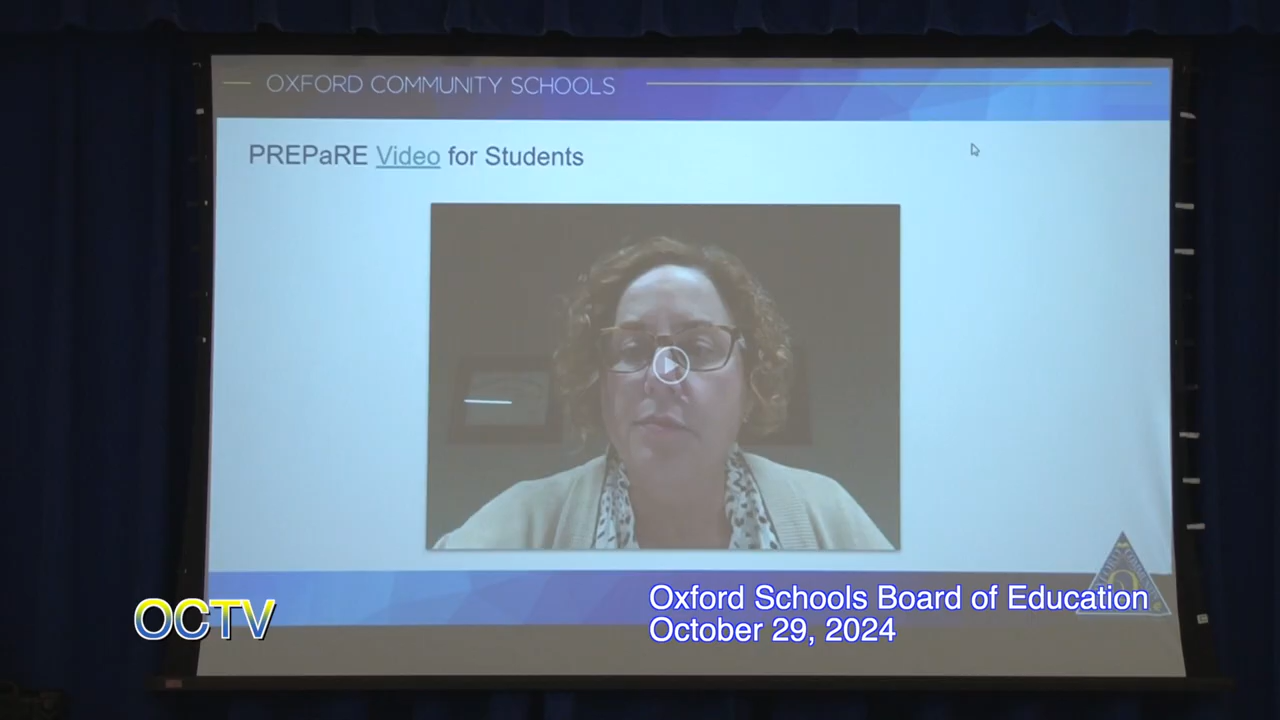 OXFORD COMMUNITY SCHOOLS
PREPaRE Video for Students
OCTV
Oxford Schools Board of Education
October 29, 2024